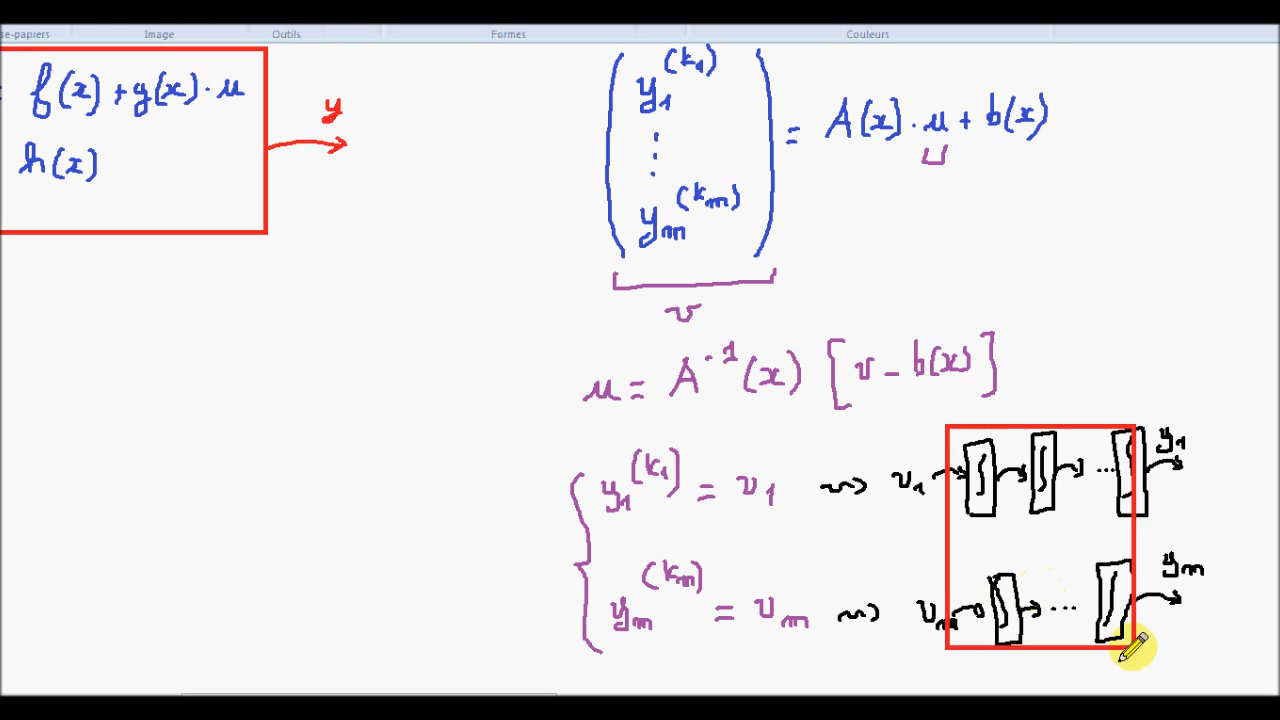 se-papiers Image Outils Formes Couleurs
f(x) + g(x) . u
h(x)
y
y₁^(k₁)
⋮
yₘ^(kₘ)
= A(x) . u + b(x)
v
u = A⁻¹(x) [v - b(x)]
y₁^(k₁) = v₁ ⇝ v₁ → ∫ → ∫ → ... ∫ → y₁
yₘ^(kₘ) = vₘ ⇝ vₘ → ∫ → ... ∫ → yₘ